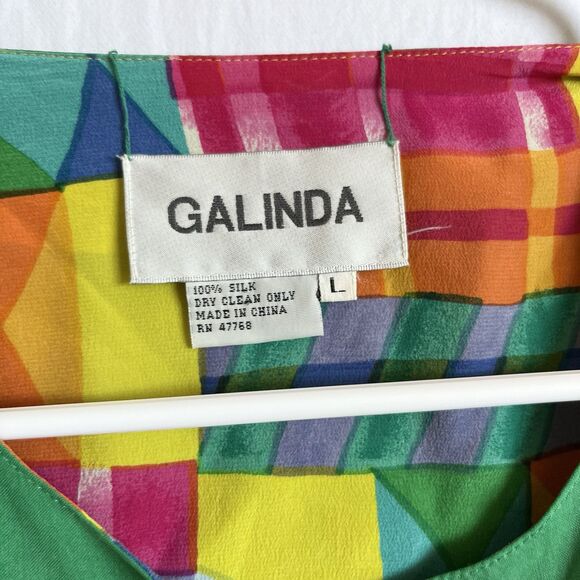 GALINDA
L
100% SILK
DRY CLEAN ONLY
MADE IN CHINA
RN 47768